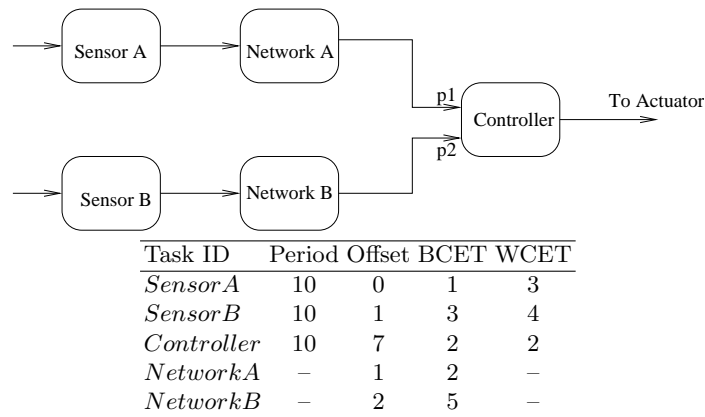 Sensor A
Network A
p1
To Actuator
Controller
p2
Sensor B
Network B
Task ID Period Offset BCET WCET
SensorA 10 0 1 3
SensorB 10 1 3 4
Controller 10 7 2 2
NetworkA – 1 2 –
NetworkB – 2 5 –